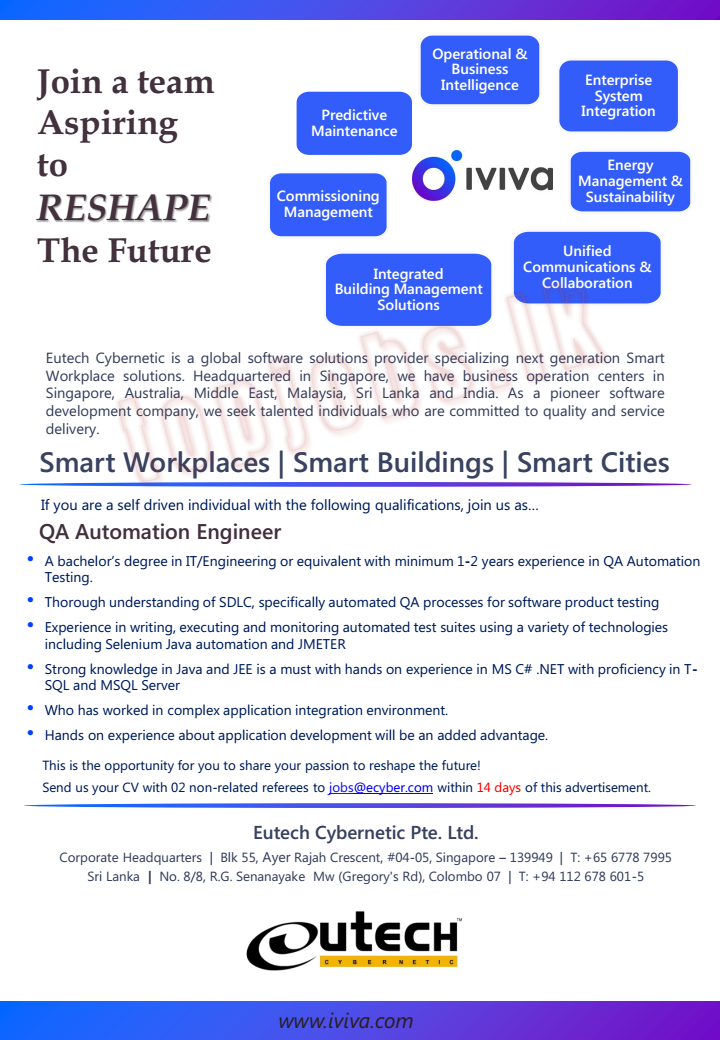 Join a team
Aspiring
to
RESHAPE
The Future
Operational &
Business
Intelligence
Enterprise
System
Integration
Predictive
Maintenance
iviva
Energy
Management &
Sustainability
Commissioning
Management
Unified
Communications &
Collaboration
Integrated
Building Management
Solutions
topjobs.lk
Eutech Cybernetic is a global software solutions provider specializing next generation Smart
Workplace solutions. Headquartered in Singapore, we have business operation centers in
Singapore, Australia, Middle East, Malaysia, Sri Lanka and India. As a pioneer software
development company, we seek talented individuals who are committed to quality and service
delivery.
Smart Workplaces | Smart Buildings | Smart Cities
If you are a self driven individual with the following qualifications, join us as…
QA Automation Engineer
• A bachelor’s degree in IT/Engineering or equivalent with minimum 1-2 years experience in QA Automation
Testing.
• Thorough understanding of SDLC, specifically automated QA processes for software product testing
• Experience in writing, executing and monitoring automated test suites using a variety of technologies
including Selenium Java automation and JMETER
• Strong knowledge in Java and JEE is a must with hands on experience in MS C# .NET with proficiency in T-
SQL and MSQL Server
• Who has worked in complex application integration environment.
• Hands on experience about application development will be an added advantage.
This is the opportunity for you to share your passion to reshape the future!
Send us your CV with 02 non-related referees to jobs@ecyber.com within 14 days of this advertisement.
Eutech Cybernetic Pte. Ltd.
Corporate Headquarters | Blk 55, Ayer Rajah Crescent, #04-05, Singapore – 139949 | T: +65 6778 7995
Sri Lanka | No. 8/8, R.G. Senanayake Mw (Gregory's Rd), Colombo 07 | T: +94 112 678 601-5
eutech™
CYBERNETIC
www.iviva.com